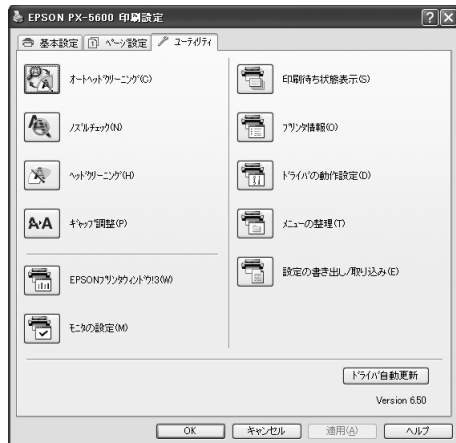 EPSON PX-5600 印刷設定
基本設定
ページ設定
ユーティリティ
オートヘッドクリーニング(C)
ノズルチェック(N)
ヘッドクリーニング(H)
ギャップ調整(P)
EPSONプリンタウィンドウ!3(W)
モニタの設定(M)
印刷待ち状態表示(S)
プリンタ情報(O)
ドライバの動作設定(D)
メニューの整理(T)
設定の書き出し/取り込み(E)
ドライバ自動更新
Version 6.50
OK
キャンセル
適用(A)
ヘルプ